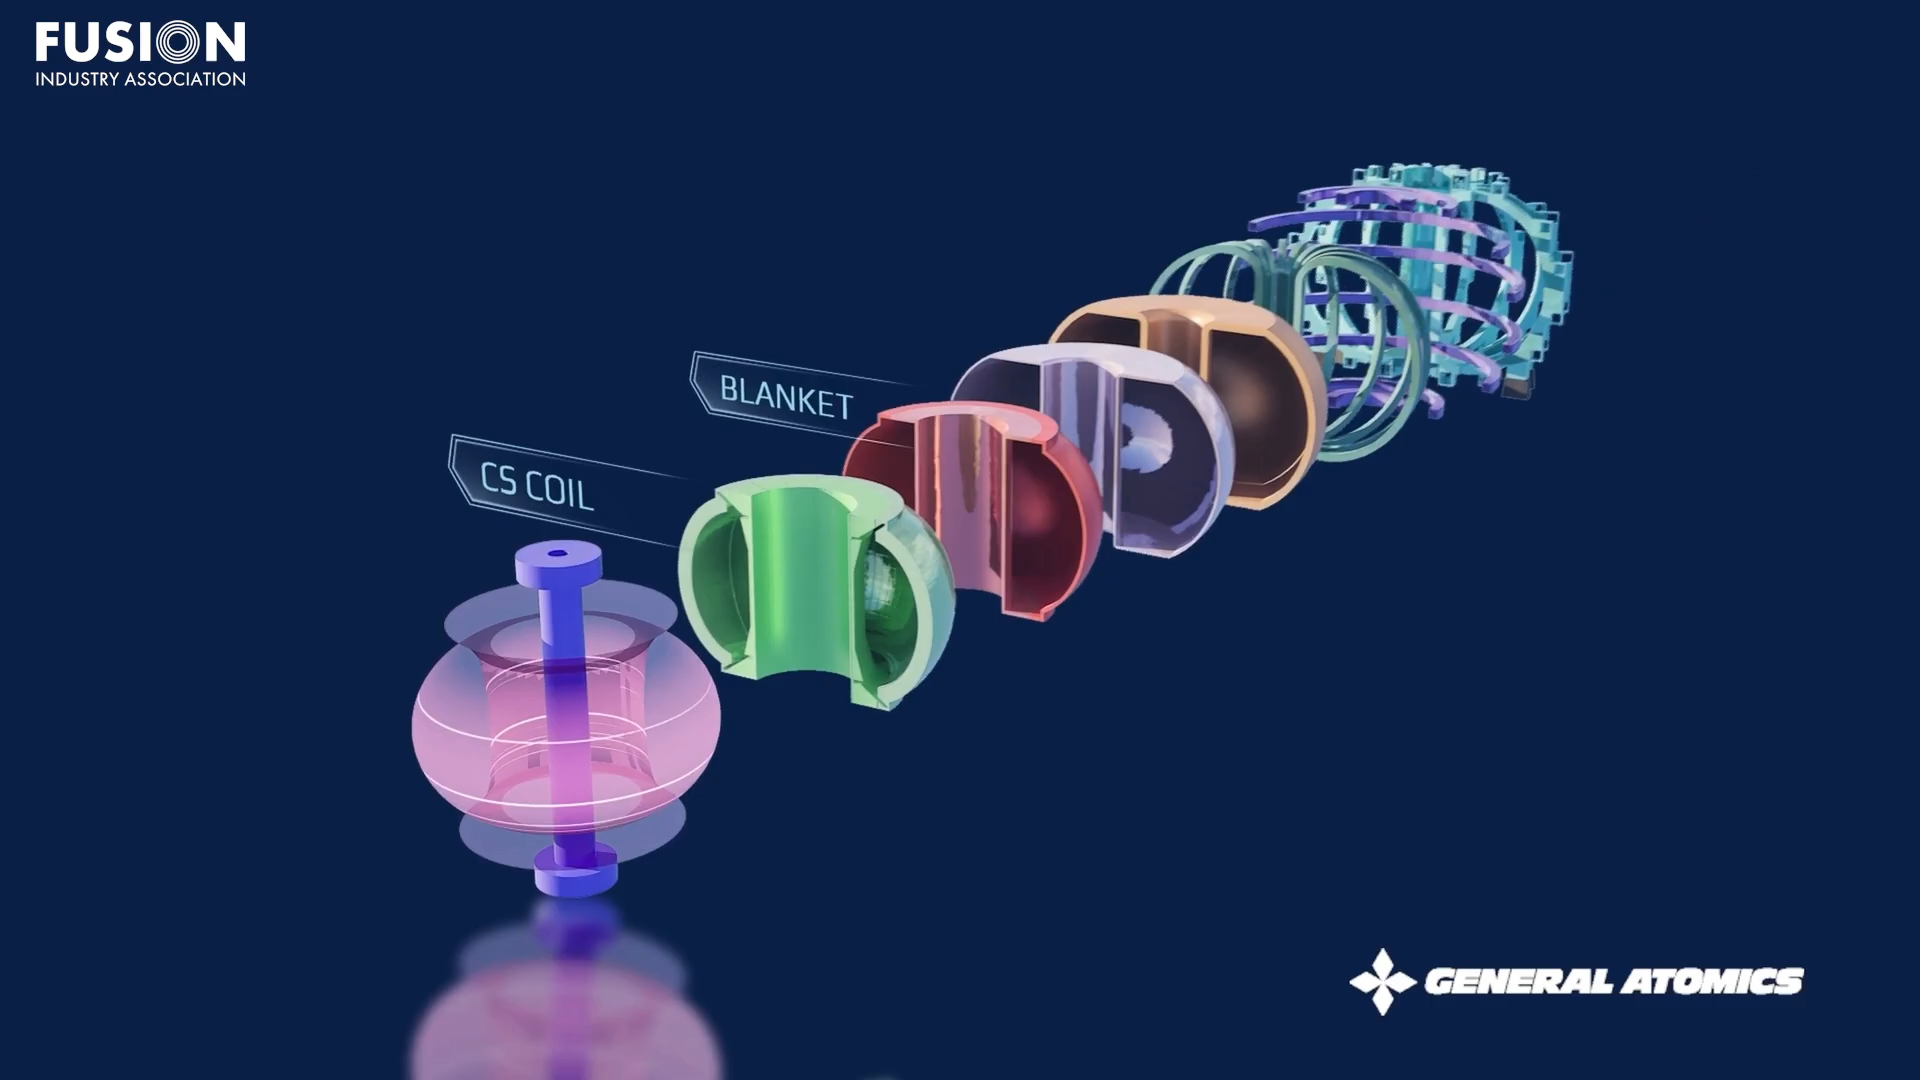 FUSION
INDUSTRY ASSOCIATION
BLANKET
CS COIL
GENERAL ATOMICS